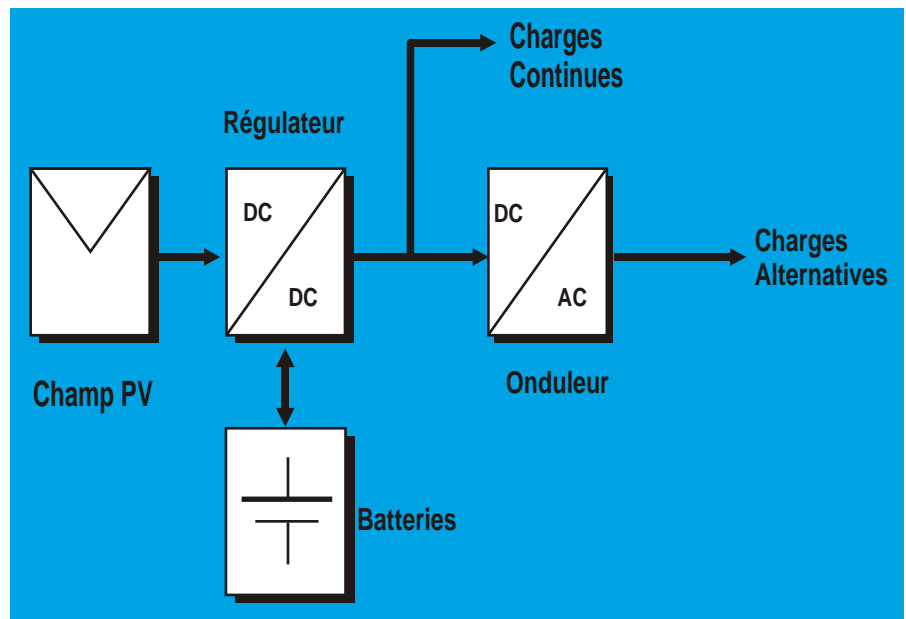 Charges
Continues
Régulateur
DC
DC
DC
AC
Charges
Alternatives
Champ PV
Onduleur
Batteries